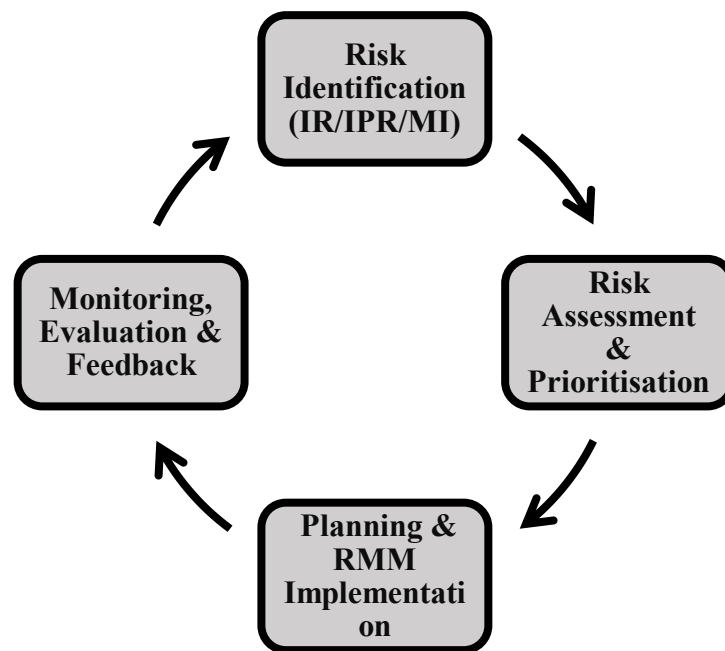 Risk
Identification
(IR/IPR/MI)
Risk
Assessment
&
Prioritisation
Planning &
RMM
Implementati
on
Monitoring,
Evaluation &
Feedback